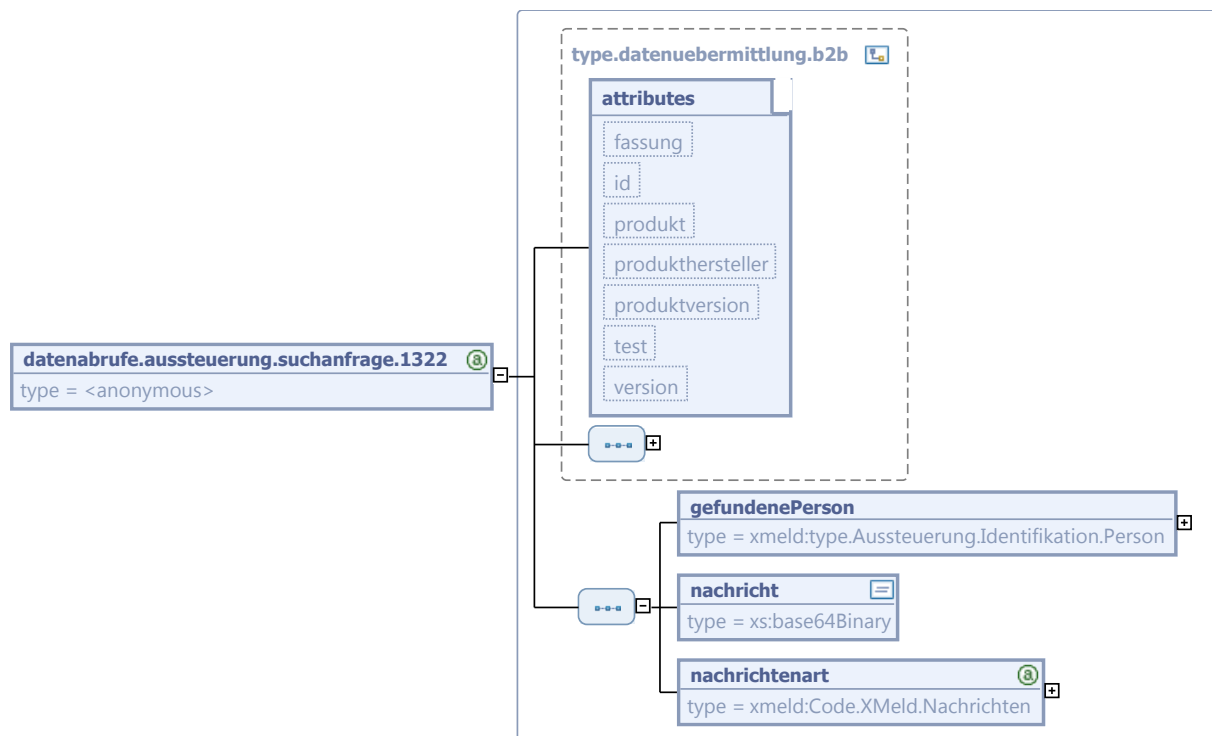 type.datenuebermittlung.b2b
attributes
fassung
id
produkt
produkthersteller
produktversion
test
version
datenabrufe.aussteuerung.suchanfrage.1322
type = <anonymous>
gefundenePerson
type = xmeld:type.Aussteuerung.Identifikation.Person
nachricht
type = xs:base64Binary
nachrichtenart
type = xmeld:Code.XMeld.Nachrichten